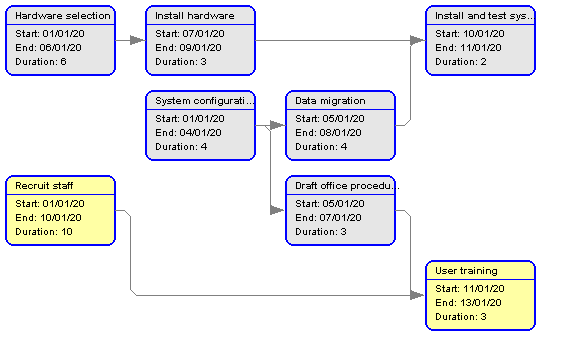 Hardware selection
Start: 01/01/20
End: 06/01/20
Duration: 6
Install hardware
Start: 07/01/20
End: 09/01/20
Duration: 3
Install and test sys...
Start: 10/01/20
End: 11/01/20
Duration: 2
System configurati...
Start: 01/01/20
End: 04/01/20
Duration: 4
Data migration
Start: 05/01/20
End: 08/01/20
Duration: 4
Recruit staff
Start: 01/01/20
End: 10/01/20
Duration: 10
Draft office procedu...
Start: 05/01/20
End: 07/01/20
Duration: 3
User training
Start: 11/01/20
End: 13/01/20
Duration: 3